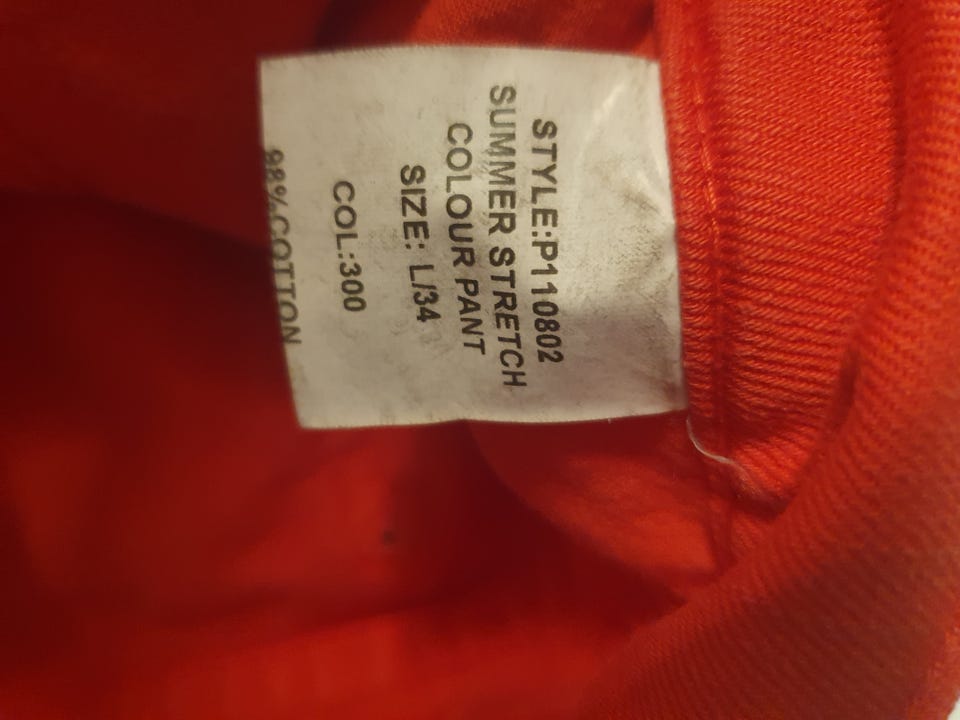 STYLE:P110802
SUMMER STRETCH
COLOUR PANT
SIZE: L/34
COL:300
98%COTTON